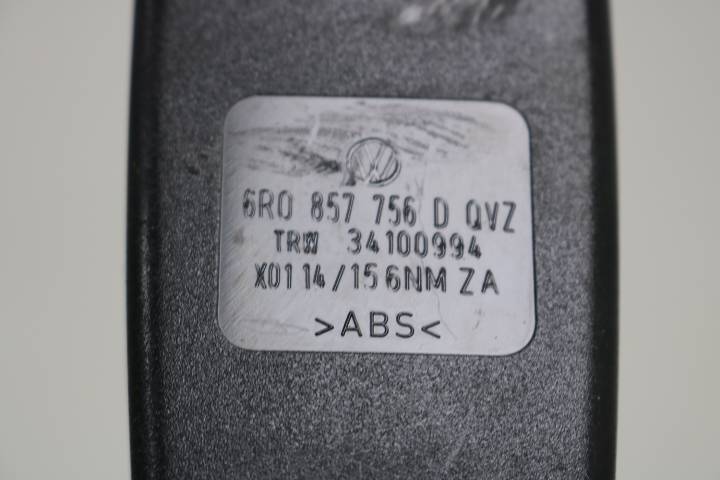 6R0 857 756 D QVZ
TRW 34100994
X01 14/15 6NM ZA
>ABS<